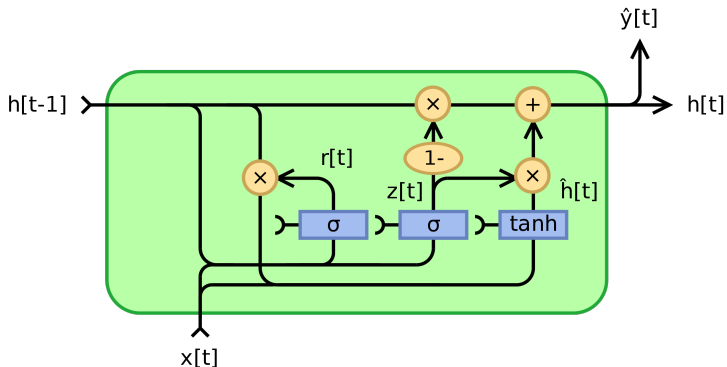 ŷ[t]
h[t-1]
×
+
h[t]
1-
r[t]
×
z[t]
×
ĥ[t]
σ
σ
tanh
x[t]